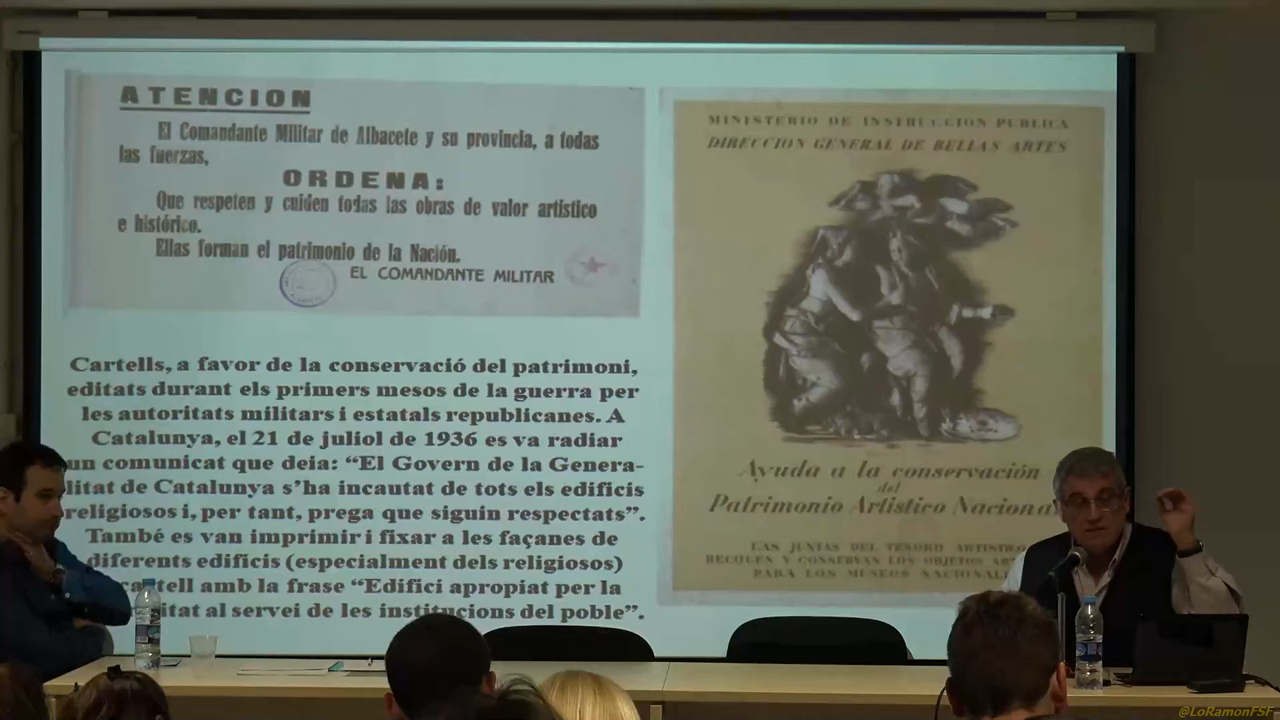 ATENCION
El Comandante Militar de Albacete y su provincia, a todas
las fuerzas,
ORDENA:
Que respeten y cuiden todas las obras de valor artístico
e histórico.
Ellas forman el patrimonio de la Nación.
EL COMANDANTE MILITAR
Cartells, a favor de la conservació del patrimoni,
editats durant els primers mesos de la guerra per
les autoritats militars i estatals republicanes. A
Catalunya, el 21 de juliol de 1936 es va radiar
un comunicat que deia: “El Govern de la Genera-
litat de Catalunya s’ha incautat de tots els edificis
religiosos i, per tant, prega que siguin respectats”.
També es van imprimir i fixar a les façanes de
diferents edificis (especialment dels religiosos)
amb la frase “Edifici apropiat per la
al servei de les institucions del poble”.
MINISTERIO DE INSTRUCCION PUBLICA
DIRECCION GENERAL DE BELLAS ARTES
Ayuda a la conservación
del
Patrimonio Artístico Naciona
LAS JUNTAS DEL TESORO ARTISTICO
RECOGEN Y CONSERVAN LOS OBJETOS
PARA LOS MUSEOS NACIONAL
@LoRamonFSF